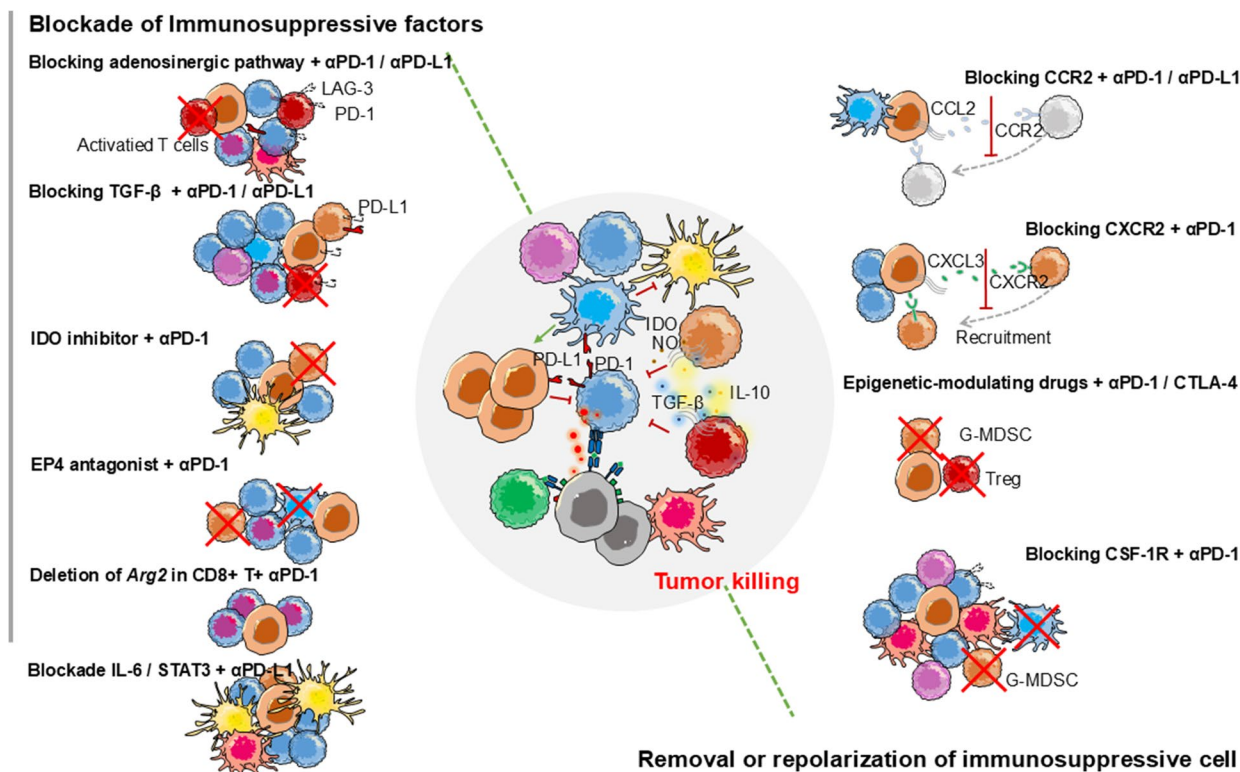 Blockade of Immunosuppressive factors
Blocking adenosinergic pathway + αPD-1 / αPD-L1
LAG-3
PD-1
Activatied T cells
Blocking TGF-β + αPD-1 / αPD-L1
PD-L1
IDO inhibitor + αPD-1
EP4 antagonist + αPD-1
Deletion of Arg2 in CD8+ T+ αPD-1
Blockade IL-6 / STAT3 + αPD-L1
IDO
NO
PD-L1
PD-1
TGF-β
IL-10
Tumor killing
Blocking CCR2 + αPD-1 / αPD-L1
CCL2
CCR2
Blocking CXCR2 + αPD-1
CXCL3
CXCR2
Recruitment
Epigenetic-modulating drugs + αPD-1 / CTLA-4
G-MDSC
Treg
Blocking CSF-1R + αPD-1
G-MDSC
Removal or repolarization of immunosuppressive cell